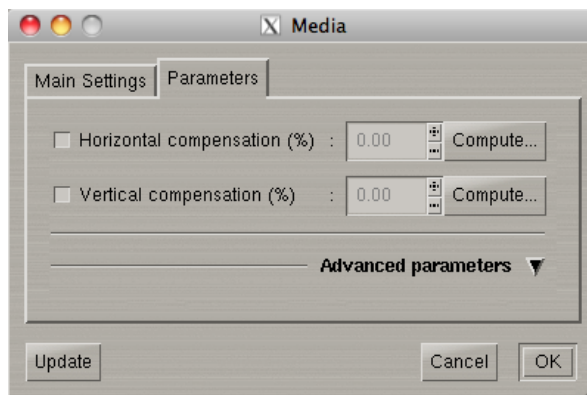 Media
Main Settings Parameters
Horizontal compensation (%) : 0.00 Compute...
Vertical compensation (%) : 0.00 Compute...
Advanced parameters
Update Cancel OK